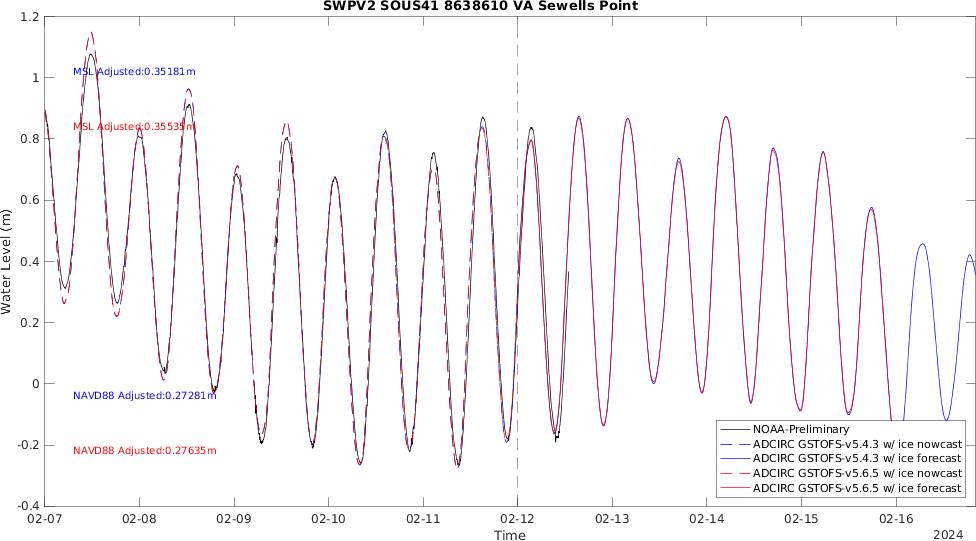 SWPV2 SOUS41 8638610 VA Sewells Point
1.2
1
0.8
0.6
0.4
0.2
0
-0.2
-0.4
Water Level (m)
MSL Adjusted:0.35181m
MSL Adjusted:0.35535m
NAVD88 Adjusted:0.27281m
NAVD88 Adjusted:0.27635m
NOAA-Preliminary
ADCIRC GSTOFS-v5.4.3 w/ ice nowcast
ADCIRC GSTOFS-v5.4.3 w/ ice forecast
ADCIRC GSTOFS-v5.6.5 w/ ice nowcast
ADCIRC GSTOFS-v5.6.5 w/ ice forecast
02-07 02-08 02-09 02-10 02-11 02-12 02-13 02-14 02-15 02-16
Time
2024